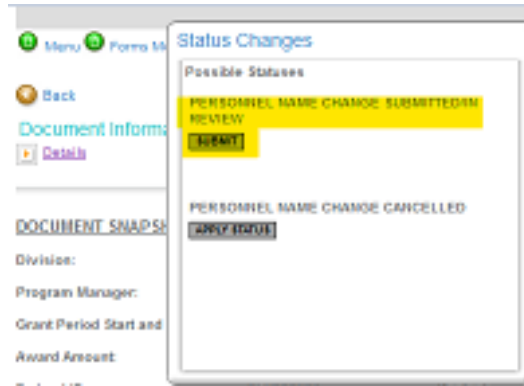 Menu Forms M
Status Changes
Possible Statuses
Back
PERSONNEL NAME CHANGE SUBMITTED/IN
REVIEW
Document Informa
SUBMIT
Details
PERSONNEL NAME CHANGE CANCELLED
DOCUMENT SNAPSH
APPLY STATUS
Division:
Program Manager:
Grant Period Start and
Award Amount: